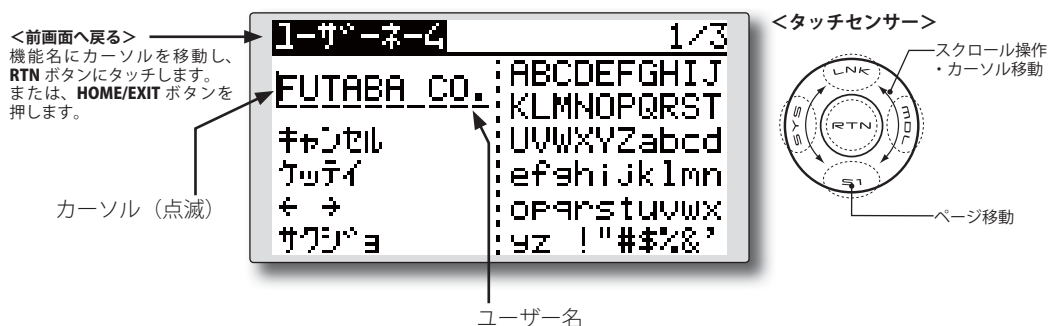 ＜前画面へ戻る＞
機能名にカーソルを移動し、
RTN ボタンにタッチします。
または、HOME/EXIT ボタンを
押します。
カーソル（点滅）
ユーザーネーム 1/3
FUTABA CO.
キャンセル
ケッテイ
← →
サクジョ
ABCDEFGHIJ
KLMNOPQRST
UVWXYZabcd
efghijklmn
opqrstuvwx
yz !"#$%&'
ユーザー名
＜タッチセンサー＞
スクロール操作
・カーソル移動
LNK
SYS
RTN
MDL
S1
ページ移動